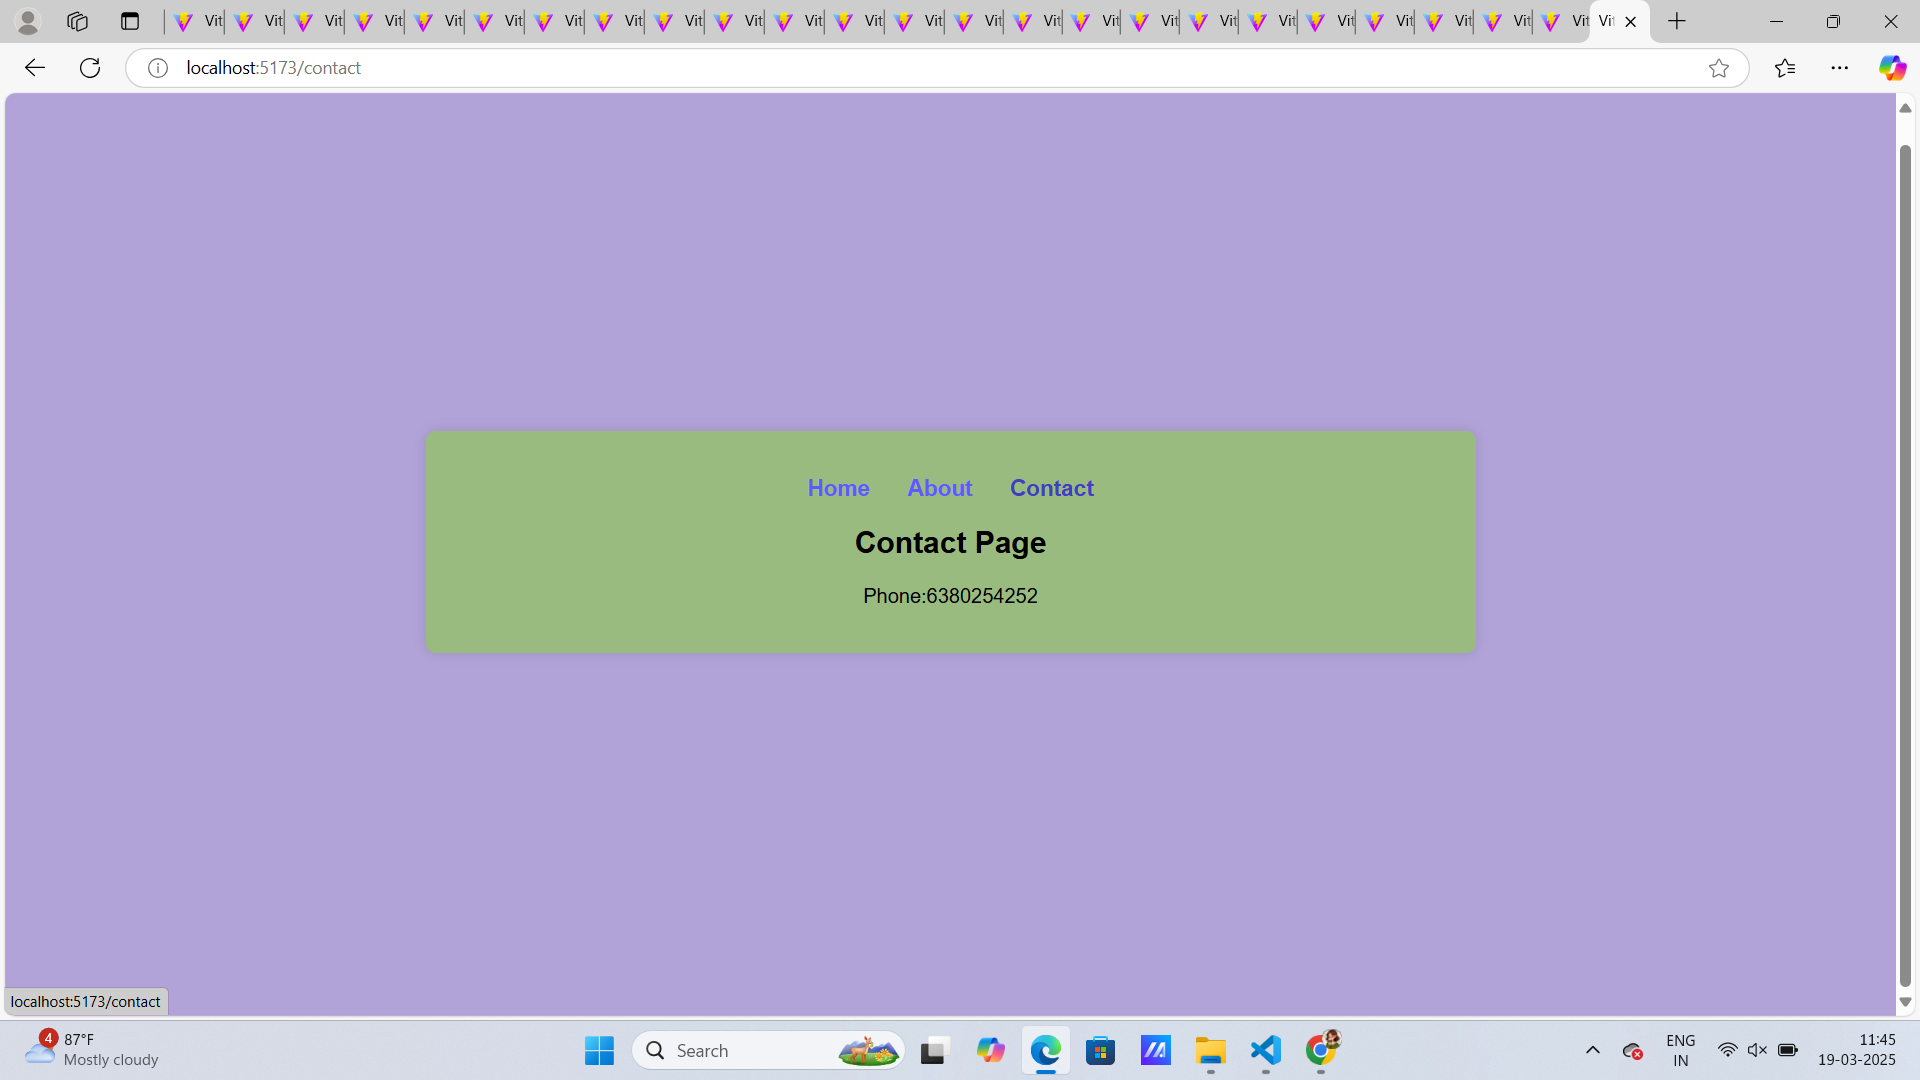 Vit Vit Vit Vit Vit Vit Vit Vit Vit Vit Vit Vit Vit Vit Vit Vit Vit Vit Vit Vit Vit Vit Vit Vit Vit
localhost:5173/contact
Home About Contact
Contact Page
Phone:6380254252
localhost:5173/contact
4
87°F
Mostly cloudy
Search
ENG
IN
11:45
19-03-2025